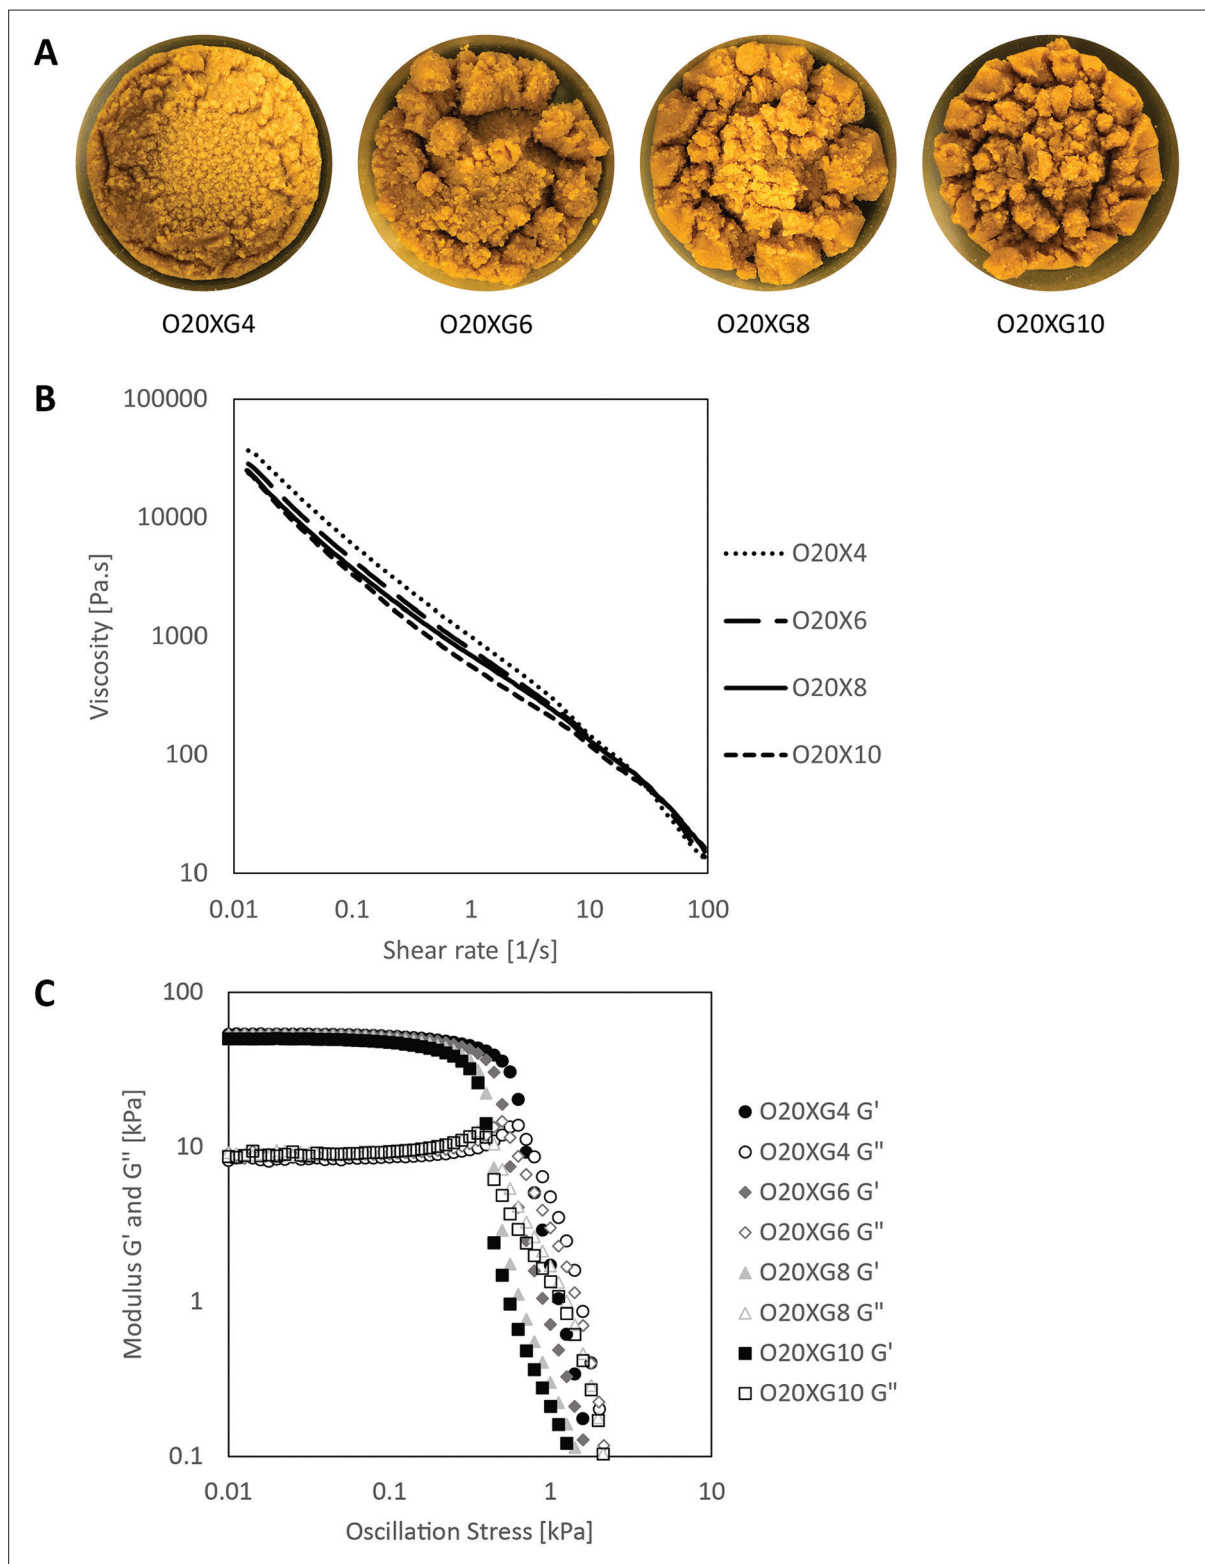 A
O20XG4 O20XG6 O20XG8 O20XG10
B
100000
10000
1000
100
10
Viscosity [Pa.s]
0.01 0.1 1 10 100
Shear rate [1/s]
O20X4
O20X6
O20X8
O20X10
C
100
10
1
0.1
Modulus G' and G" [kPa]
0.01 0.1 1 10
Oscillation Stress [kPa]
O20XG4 G'
O20XG4 G"
O20XG6 G'
O20XG6 G"
O20XG8 G'
O20XG8 G"
O20XG10 G'
O20XG10 G"